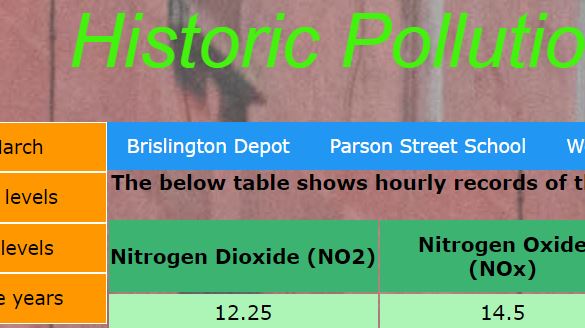 Historic Pollutio
arch
Brislington Depot Parson Street School W
levels
The below table shows hourly records of t
levels
Nitrogen Dioxide (NO2) Nitrogen Oxide
(NOx)
years
12.25 14.5